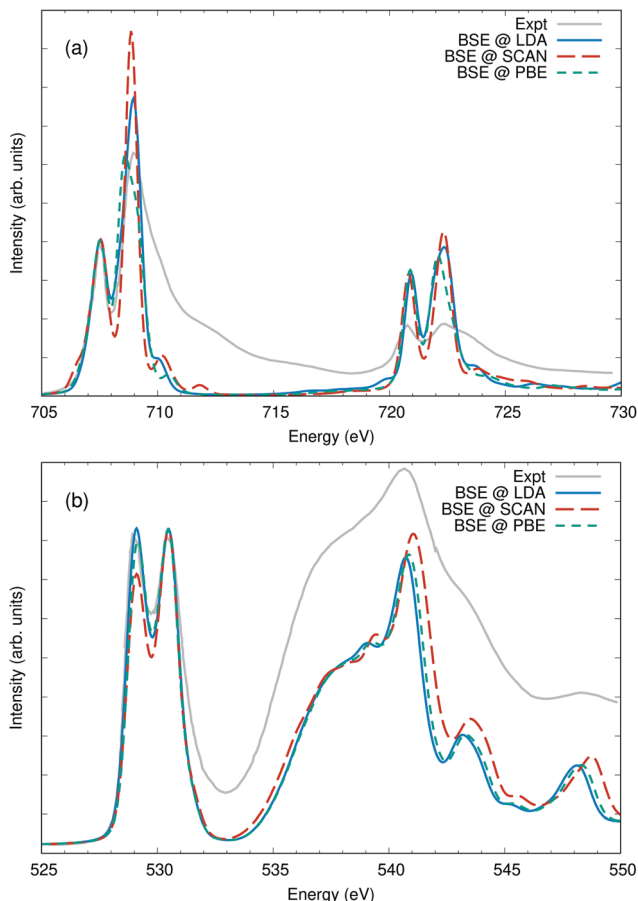 (a)
Expt
BSE @ LDA
BSE @ SCAN
BSE @ PBE
Intensity (arb. units)
705 710 715 720 725 730
Energy (eV)
(b)
Expt
BSE @ LDA
BSE @ SCAN
BSE @ PBE
Intensity (arb. units)
525 530 535 540 545 550
Energy (eV)